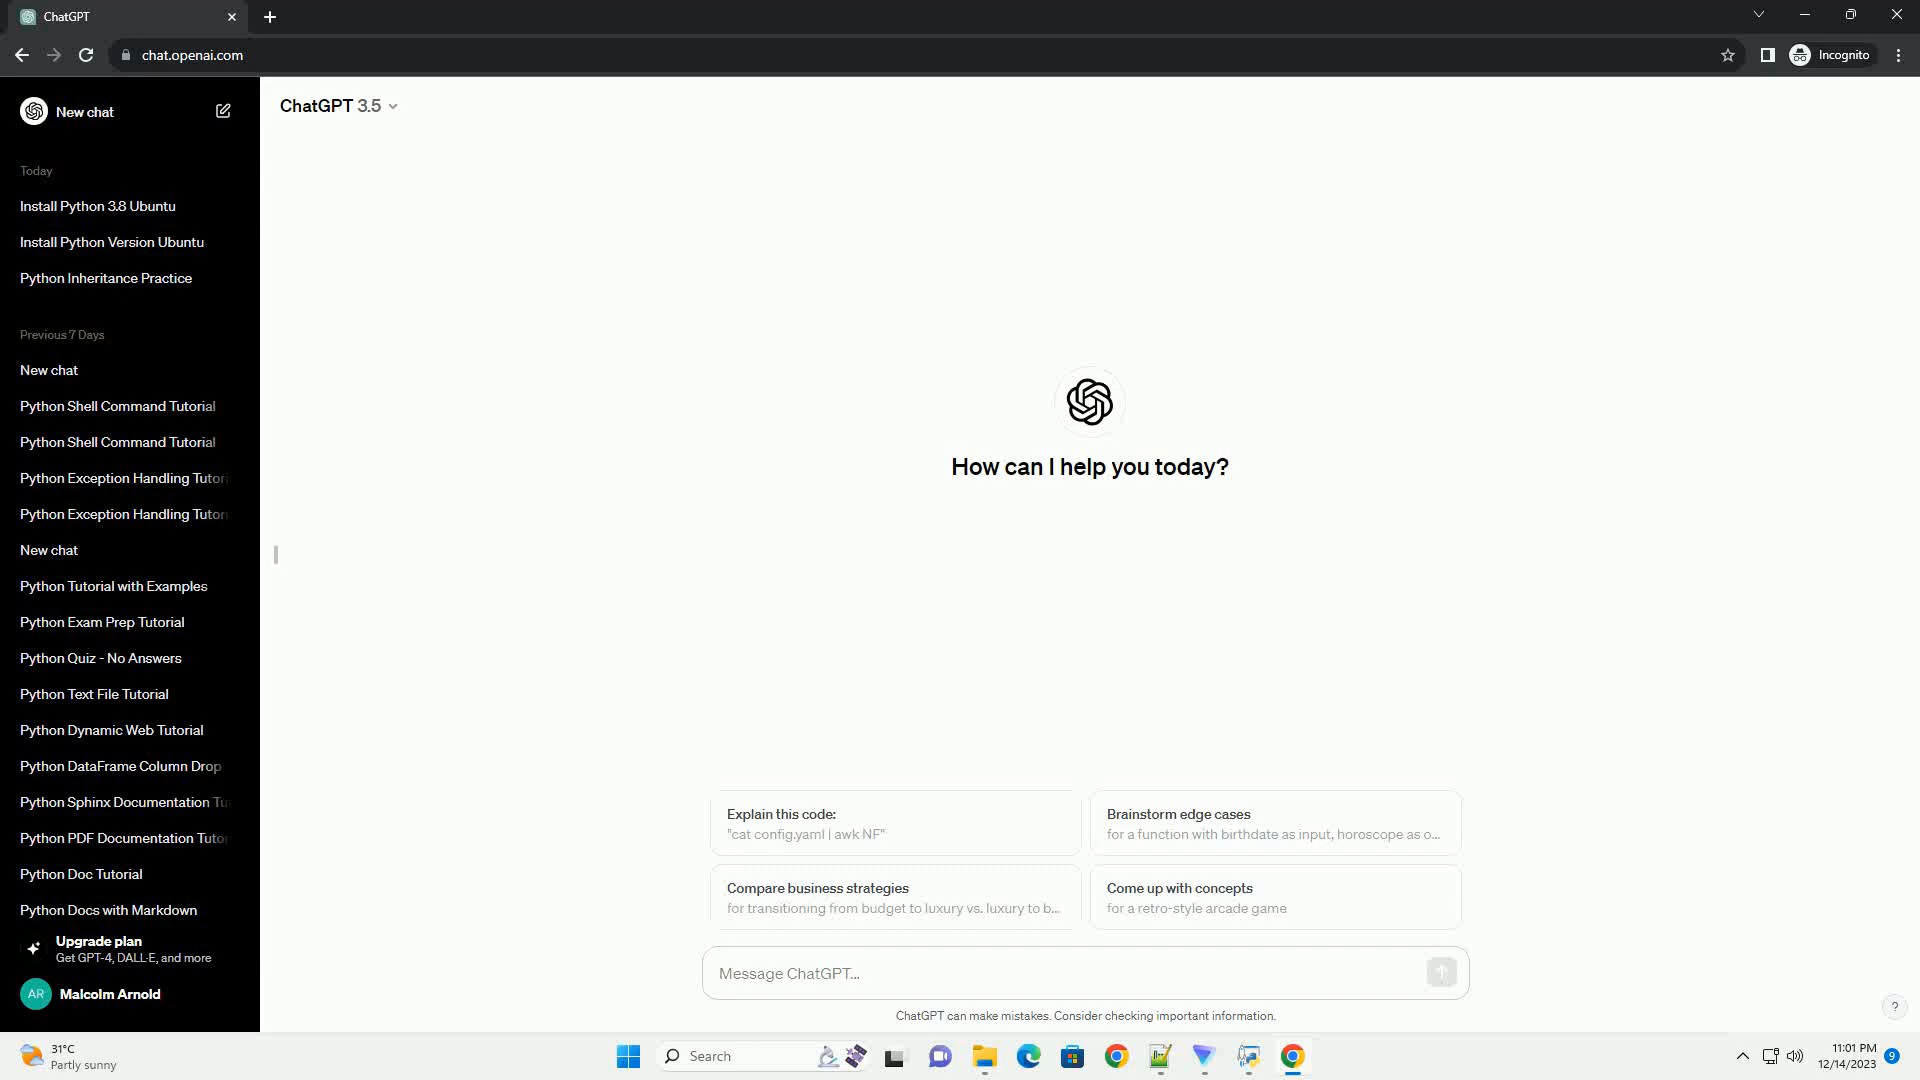 ChatGPT
chat.openai.com
Incognito
New chat
ChatGPT 3.5
Today
Install Python 3.8 Ubuntu
Install Python Version Ubuntu
Python Inheritance Practice
Previous 7 Days
New chat
Python Shell Command Tutorial
Python Shell Command Tutorial
Python Exception Handling Tutori
Python Exception Handling Tutori
New chat
Python Tutorial with Examples
Python Exam Prep Tutorial
Python Quiz - No Answers
Python Text File Tutorial
Python Dynamic Web Tutorial
Python DataFrame Column Drop
Python Sphinx Documentation Tu
Python PDF Documentation Tutor
Python Doc Tutorial
Python Docs with Markdown
Upgrade plan
Get GPT-4, DALL·E, and more
AR
Malcolm Arnold
How can I help you today?
Explain this code:
"cat config.yaml | awk NF"
Brainstorm edge cases
for a function with birthdate as input, horoscope as o...
Compare business strategies
for transitioning from budget to luxury vs. luxury to b...
Come up with concepts
for a retro-style arcade game
Message ChatGPT...
ChatGPT can make mistakes. Consider checking important information.
?
31°C
Partly sunny
Search
11:01 PM
12/14/2023
9